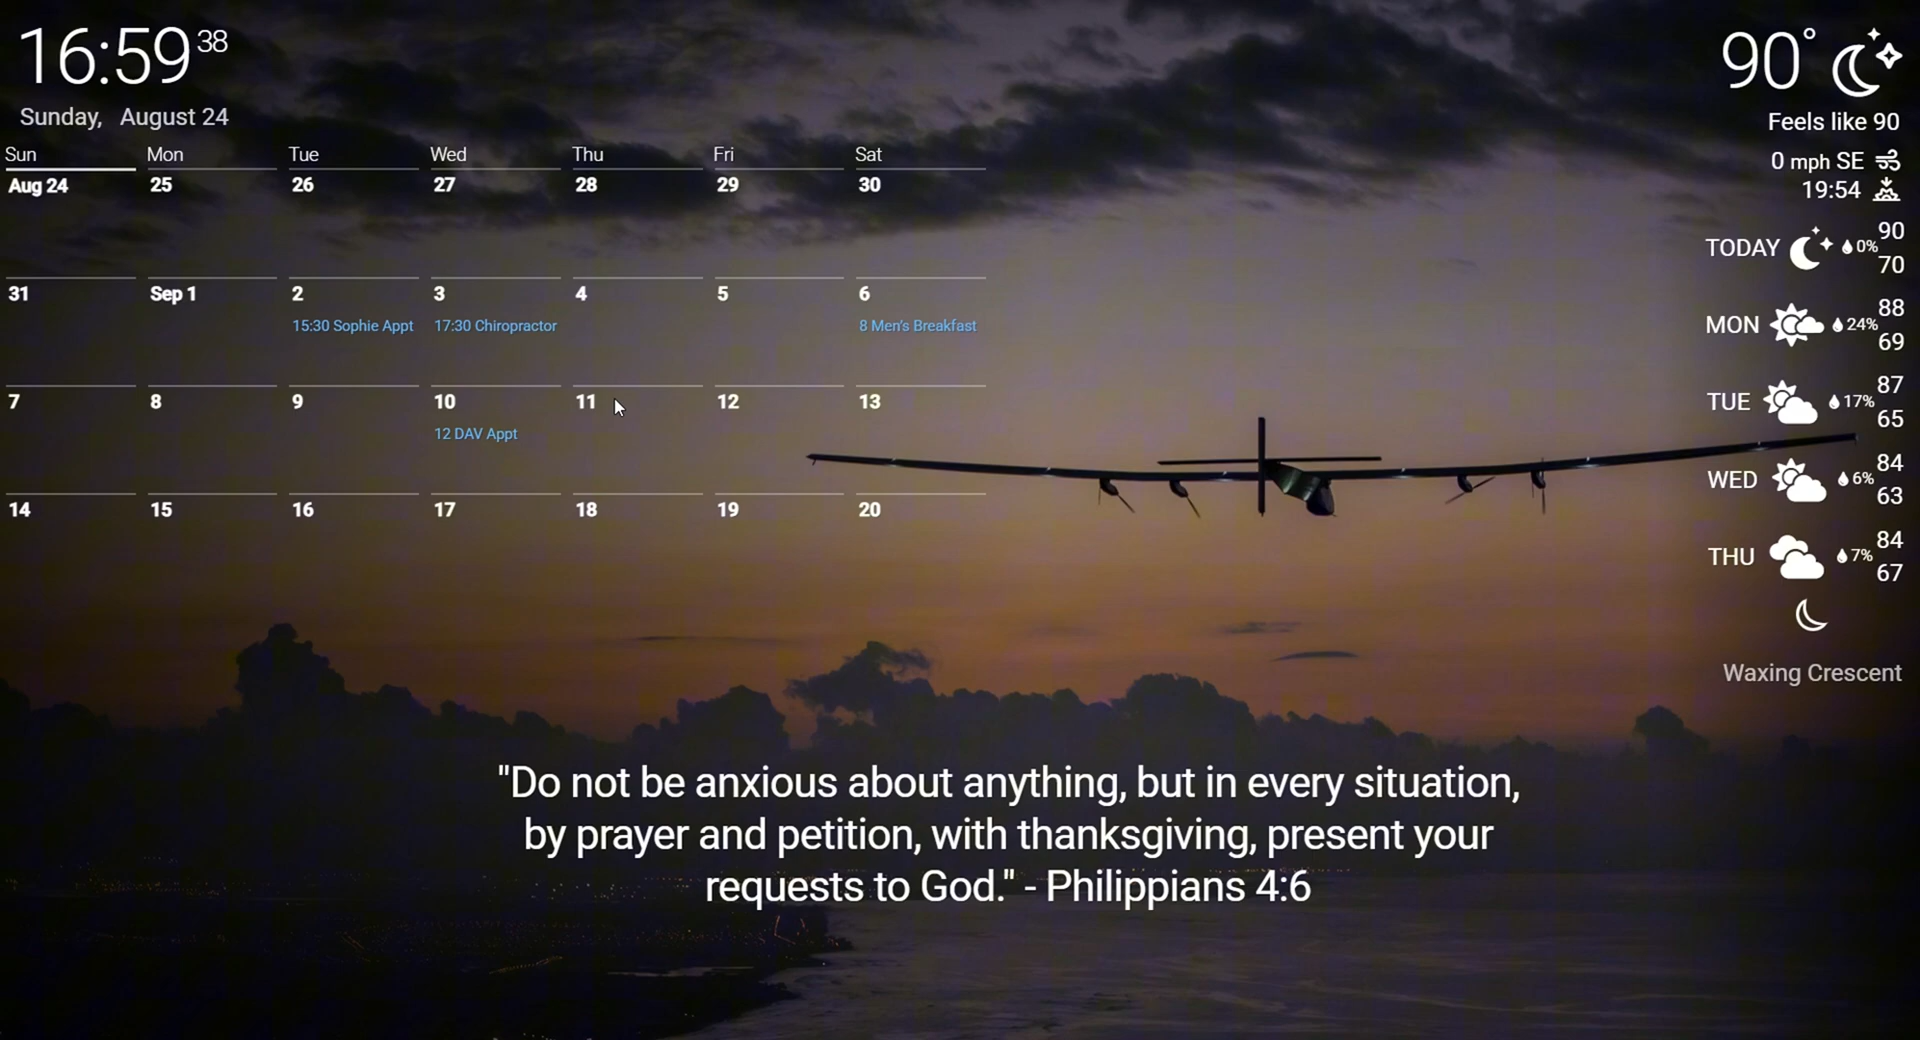 16:59 38
Sunday, August 24
Sun Mon Tue Wed Thu Fri Sat
Aug 24 25 26 27 28 29 30
31 Sep 1 2 3 4 5 6
15:30 Sophie Appt 17:30 Chiropractor 8 Men's Breakfast
7 8 9 10 11 12 13
12 DAV Appt
14 15 16 17 18 19 20
90°
Feels like 90
0 mph SE
19:54
TODAY 0% 90 70
MON 24% 88 69
TUE 17% 87 65
WED 6% 84 63
THU 7% 84 67
Waxing Crescent
"Do not be anxious about anything, but in every situation,
by prayer and petition, with thanksgiving, present your
requests to God." - Philippians 4:6